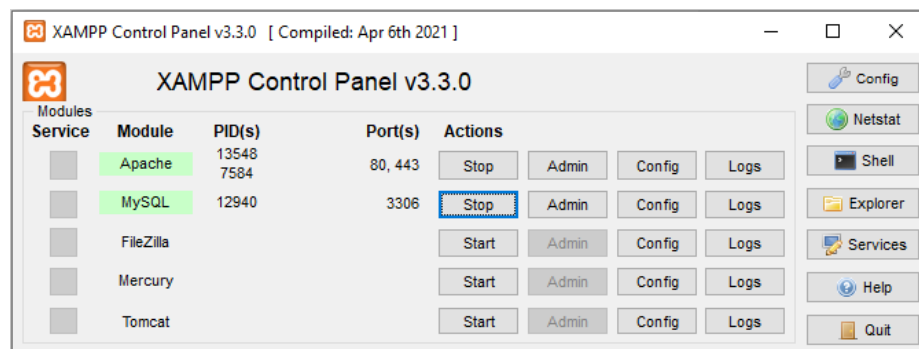 XAMPP Control Panel v3.3.0 [ Compiled: Apr 6th 2021 ]
XAMPP Control Panel v3.3.0
Config
Modules
Netstat
Service Module PID(s) Port(s) Actions
Apache 13548 7584 80, 443 Stop Admin Config Logs
Shell
MySQL 12940 3306 Stop Admin Config Logs
Explorer
FileZilla Start Admin Config Logs
Services
Mercury Start Admin Config Logs
Help
Tomcat Start Admin Config Logs
Quit